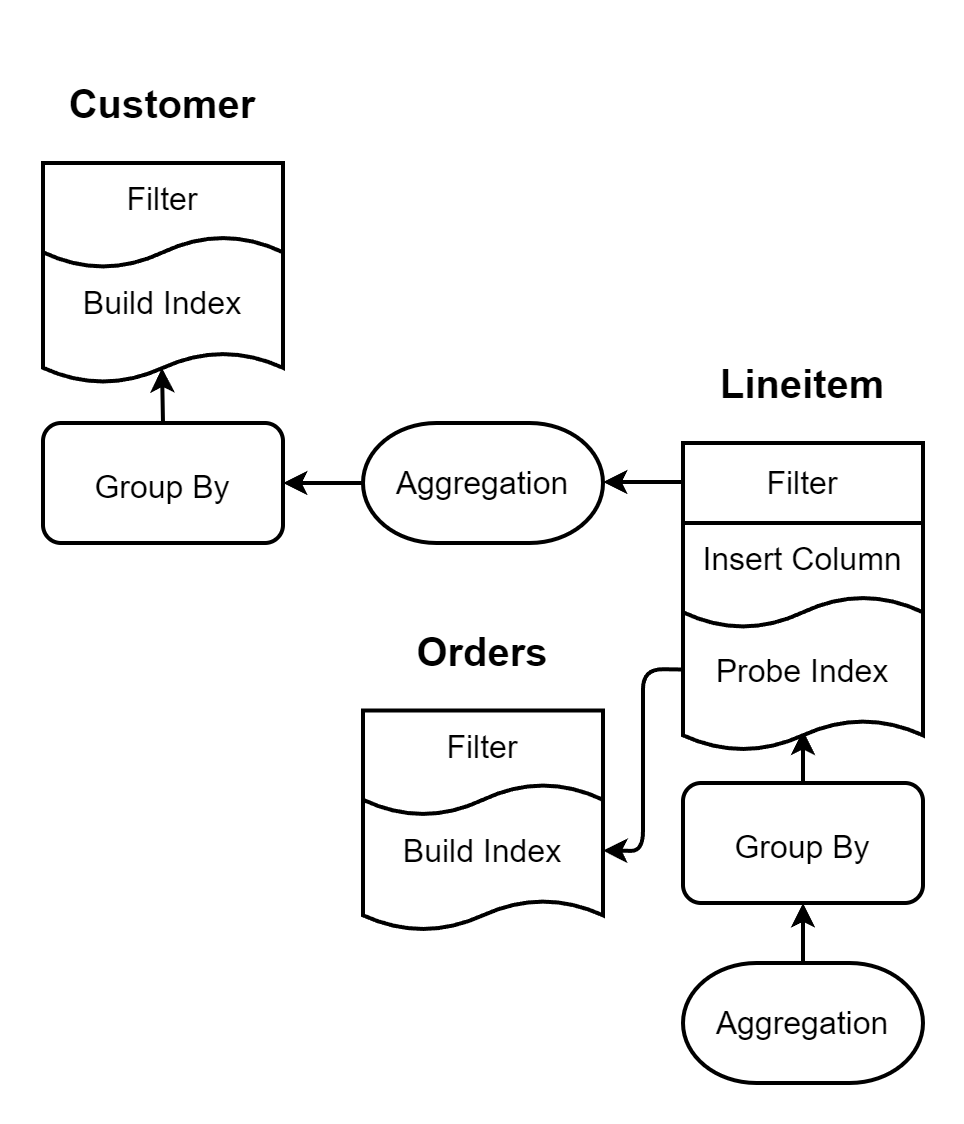 Customer
Filter
Build Index
Group By
Aggregation
Lineitem
Filter
Insert Column
Probe Index
Orders
Filter
Build Index
Group By
Aggregation